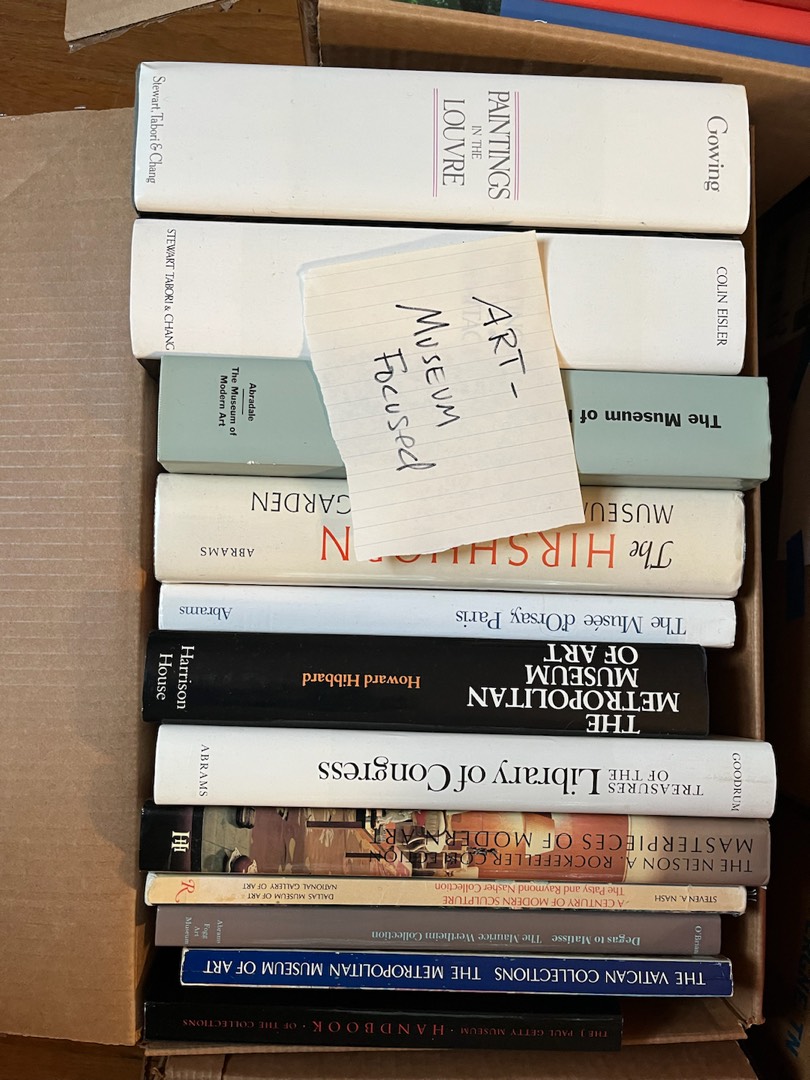 Gowing
PAINTINGS
IN THE
LOUVRE
Stewart, Tabori & Chang
COLIN EISLER
STEWART TABORI & CHANG
ART -
MUSEUM
FOCUSED
The Museum of
Abradale
The Museum of
Modern Art
The HIRSHHORN
MUSEUM
GARDEN
ABRAMS
The Musée d'Orsay, Paris
Abrams
THE
METROPOLITAN
MUSEUM
OF ART
Howard Hibbard
Harrison
House
GOODRUM
TREASURES
OF THE
Library of Congress
ABRAMS
THE NELSON A. ROCKEFELLER COLLECTION
MASTERPIECES OF MODERN ART
STEVEN A. NASH
A CENTURY OF MODERN SCULPTURE
The Patsy and Raymond Nasher Collection
DALLAS MUSEUM OF ART
NATIONAL GALLERY OF ART
R
O'Brian
Degas to Matisse The Maurice Wertheim Collection
Abrams
Fogg
Art
Museum
THE VATICAN COLLECTIONS THE METROPOLITAN MUSEUM OF ART
THE J. PAUL GETTY MUSEUM · HANDBOOK · OF THE COLLECTIONS